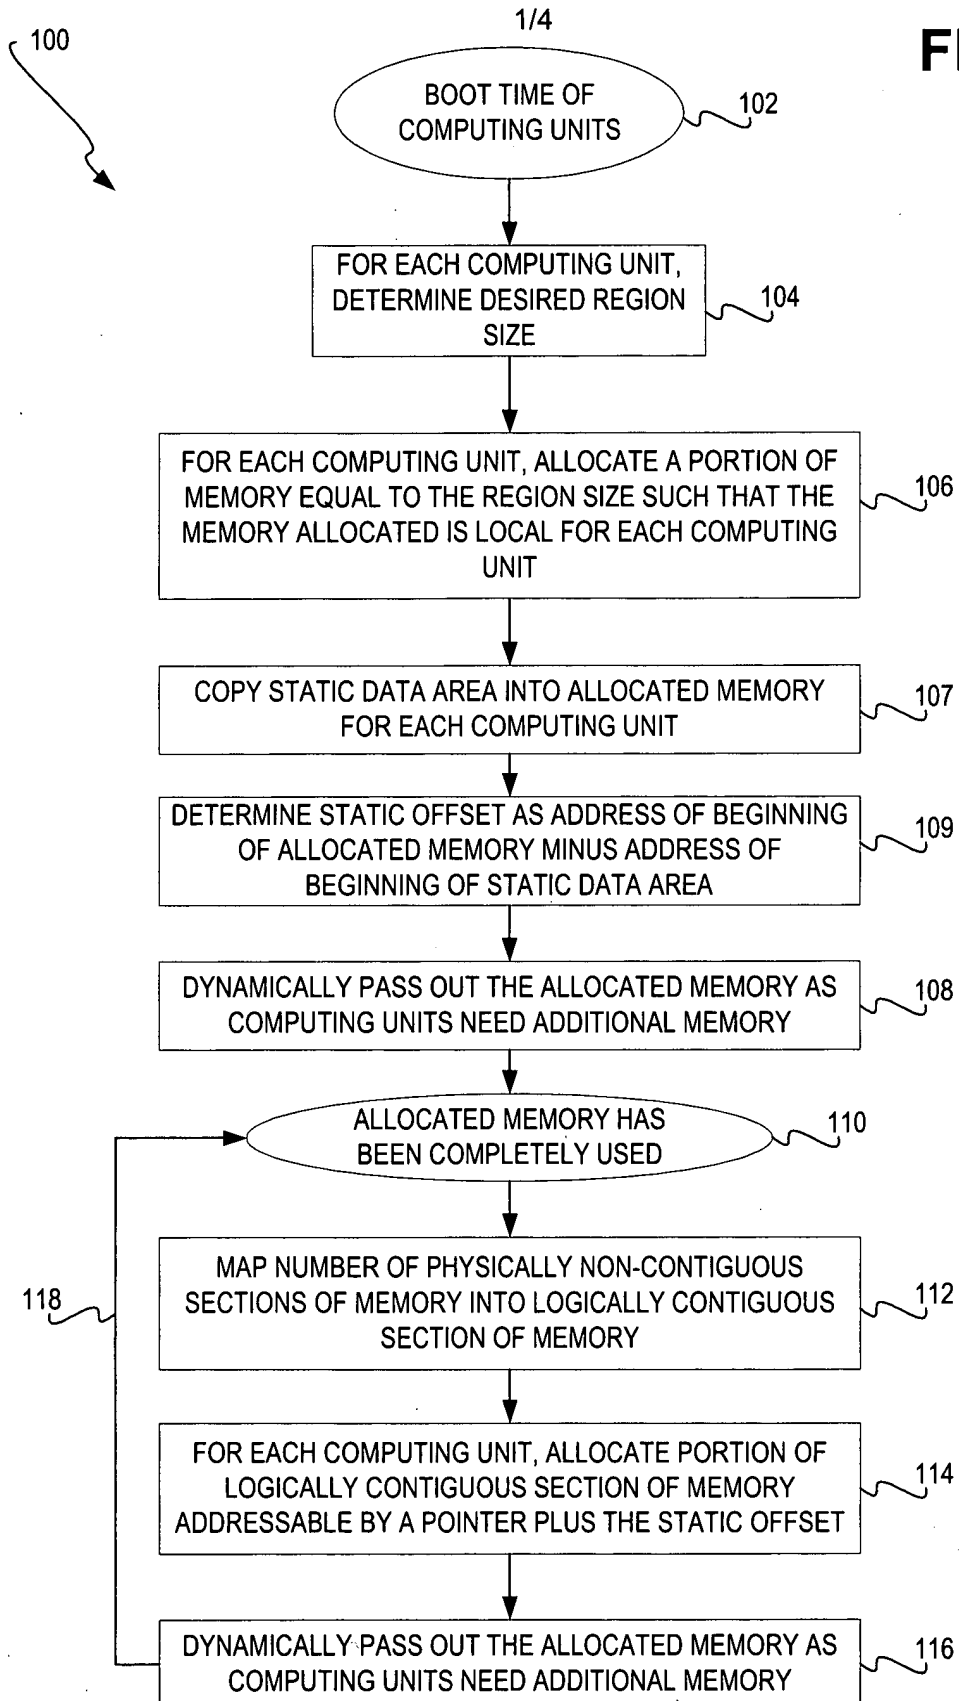 1/4
100
BOOT TIME OF
COMPUTING UNITS
102
FOR EACH COMPUTING UNIT,
DETERMINE DESIRED REGION
SIZE
104
FOR EACH COMPUTING UNIT, ALLOCATE A PORTION OF
MEMORY EQUAL TO THE REGION SIZE SUCH THAT THE
MEMORY ALLOCATED IS LOCAL FOR EACH COMPUTING
UNIT
106
COPY STATIC DATA AREA INTO ALLOCATED MEMORY
FOR EACH COMPUTING UNIT
107
DETERMINE STATIC OFFSET AS ADDRESS OF BEGINNING
OF ALLOCATED MEMORY MINUS ADDRESS OF
BEGINNING OF STATIC DATA AREA
109
DYNAMICALLY PASS OUT THE ALLOCATED MEMORY AS
COMPUTING UNITS NEED ADDITIONAL MEMORY
108
ALLOCATED MEMORY HAS
BEEN COMPLETELY USED
110
MAP NUMBER OF PHYSICALLY NON-CONTIGUOUS
SECTIONS OF MEMORY INTO LOGICALLY CONTIGUOUS
SECTION OF MEMORY
112
118
FOR EACH COMPUTING UNIT, ALLOCATE PORTION OF
LOGICALLY CONTIGUOUS SECTION OF MEMORY
ADDRESSABLE BY A POINTER PLUS THE STATIC OFFSET
114
DYNAMICALLY PASS OUT THE ALLOCATED MEMORY AS
COMPUTING UNITS NEED ADDITIONAL MEMORY
116